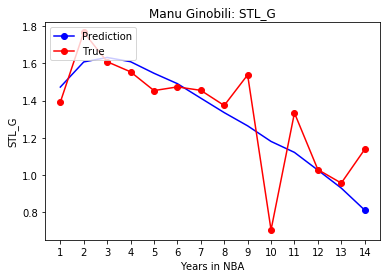 Manu Ginobili: STL_G
Prediction
True
1.8
1.6
1.4
1.2
1.0
0.8
STL_G
1 2 3 4 5 6 7 8 9 10 11 12 13 14
Years in NBA